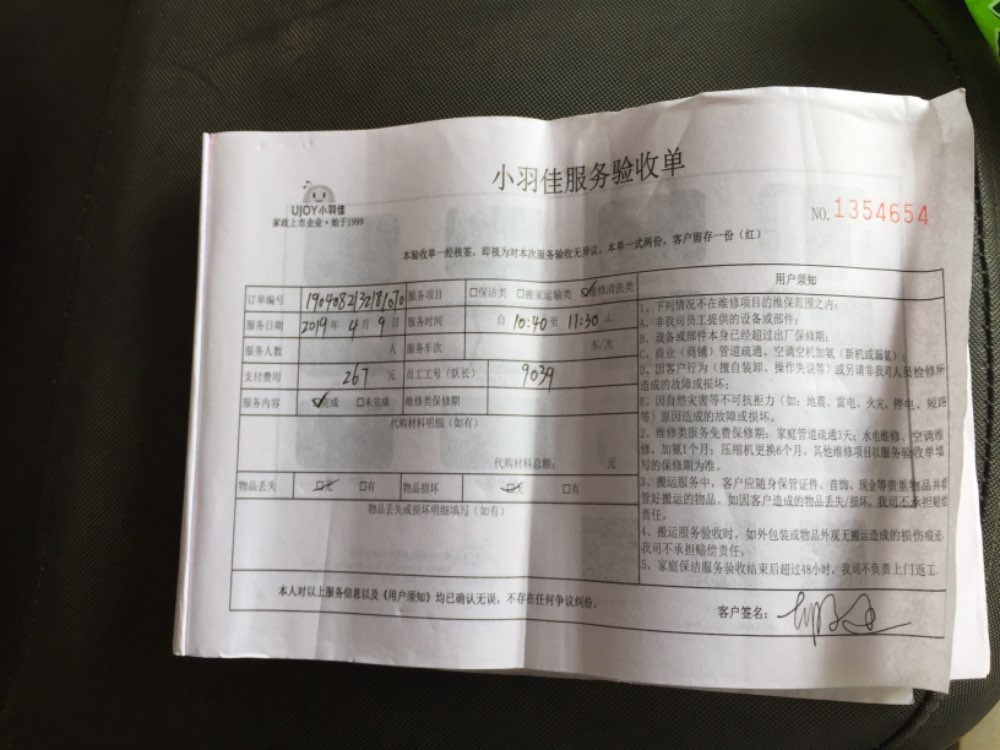 小羽佳服务验收单
UJOY小羽佳
家政上市企业·始于1999
NO.1354654
本验收单一经核签，即视为对本次服务验收无异议。本单一式两份，客户留存一份（红）
订单编号 服务项目 □保洁类 □搬家运输类 ☑维修清洗类
服务日期 2019年 4月 9日 服务时间 自 10:40至 11:30止
服务人数 人 服务车次 车/次
支付费用 267 元 员工工号（队长） 9039
服务内容 ☑完成 □未完成 维修类保修期
代购材料明细（如有）
代购材料总额： 元
物品丢失 ☑无 □有 物品损坏 ☑无 □有
物品丢失或损坏明细填写（如有）
用户须知
1、下列情况不在维修项目的维保范围之内：
A、非我司员工提供的设备或部件；
B、设备或部件本身已经超过出厂保修期；
C、商业（商铺）管道疏通、空调空机加氨（新机或漏氨）；
D、因客户行为（擅自装卸、操作失误等）或另请非我司人员检修所
造成的故障或损坏；
E、因自然灾害等不可抗拒力（如：地震、雷电、火灾、停电、短路
等）原因造成的故障或损坏。
2、维修类服务免费保修期：家庭管道疏通3天；水电维修、空调维
修、加氨1个月；压缩机更换6个月，其他维修项目以服务验收单填
写的保修期为准。
3、搬运服务中，客户应随身保管证件、首饰、现金等贵重物品并
管好搬运的物品。如因客户造成的物品丢失/损坏，我司不承担赔偿
责任。
4、搬运服务验收时，如外包装或物品外观无搬运造成的损伤痕迹
我司不承担赔偿责任。
5、家庭保洁服务验收结束后超过48小时，我司不负责上门返工
本人对以上服务信息以及《用户须知》均已确认无误，不存在任何争议纠纷。
客户签名：